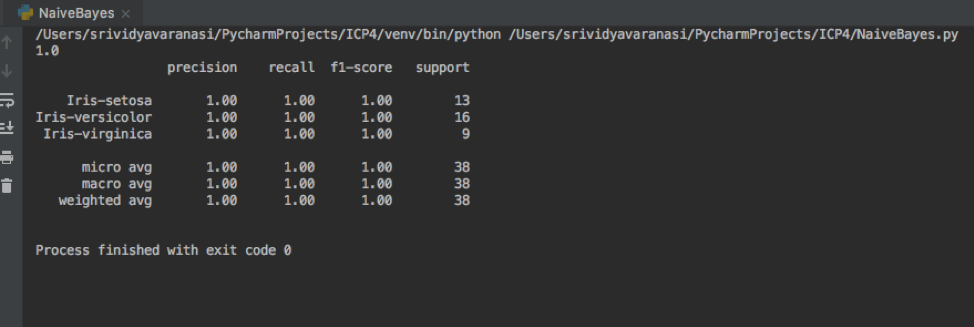 NaiveBayes
/Users/srividyavaranasi/PycharmProjects/ICP4/venv/bin/python /Users/srividyavaranasi/PycharmProjects/ICP4/NaiveBayes.py
1.0
precision recall f1-score support
Iris-setosa 1.00 1.00 1.00 13
Iris-versicolor 1.00 1.00 1.00 16
Iris-virginica 1.00 1.00 1.00 9
micro avg 1.00 1.00 1.00 38
macro avg 1.00 1.00 1.00 38
weighted avg 1.00 1.00 1.00 38
Process finished with exit code 0